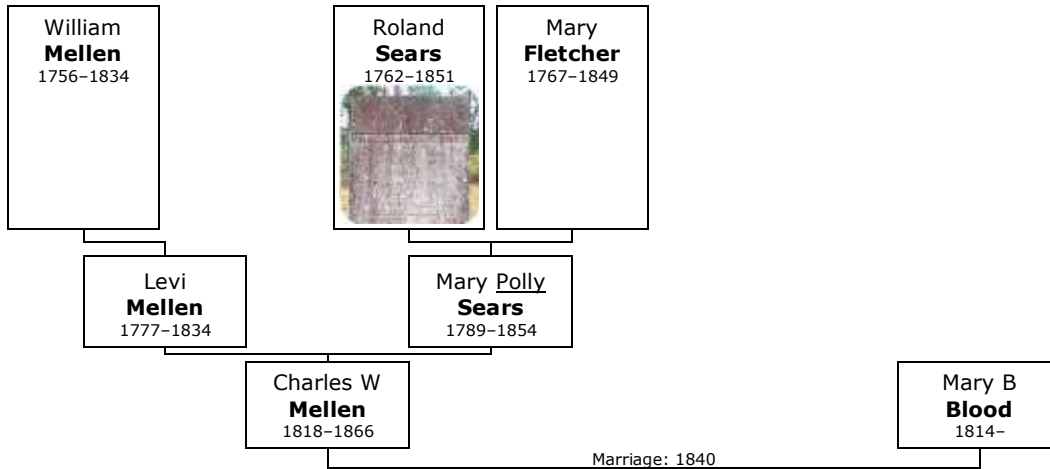 William
Mellen
1756–1834
Roland
Sears
1762–1851
Mary
Fletcher
1767–1849
Levi
Mellen
1777–1834
Mary Polly
Sears
1789–1854
Charles W
Mellen
1818–1866
Mary B
Blood
1814–
Marriage: 1840